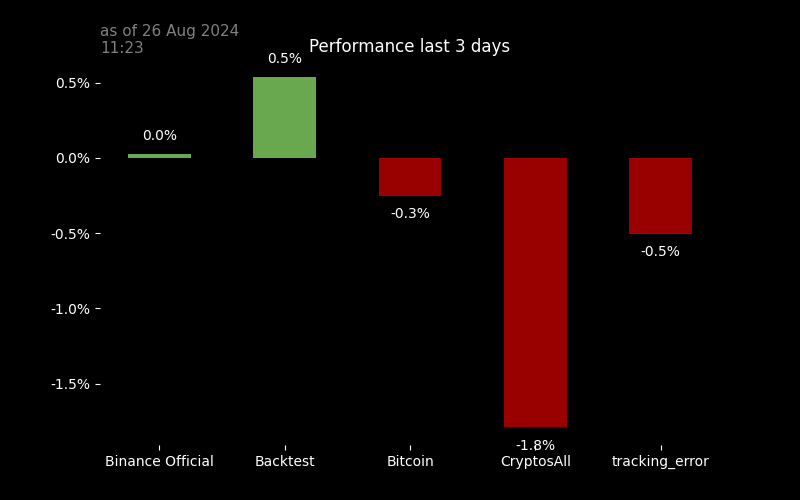 as of 26 Aug 2024
11:23
Performance last 3 days
0.5%
0.0%
-0.5%
-1.0%
-1.5%
0.0%
0.5%
-0.3%
-1.8%
-0.5%
Binance Official
Backtest
Bitcoin
CryptosAll
tracking_error